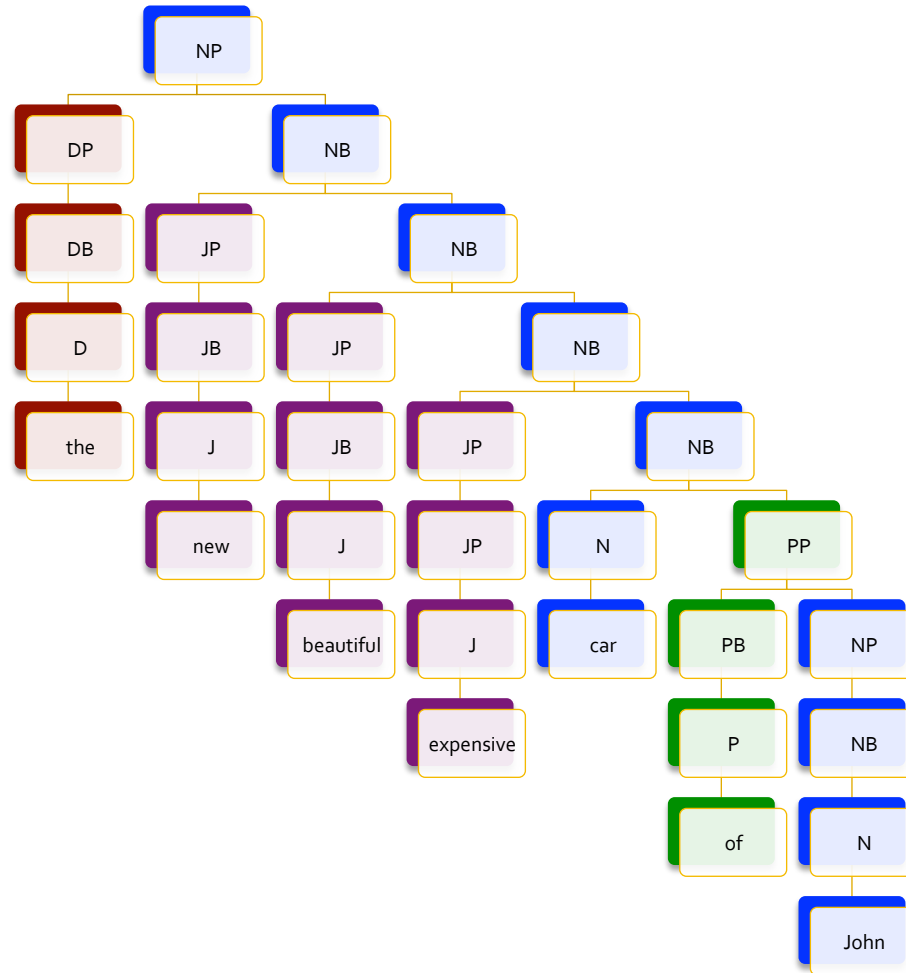 NP
DP NB
DB JP NB
D JB JP NB
the J JB JP NB
new J JP N PP
beautiful J car PB NP
expensive P NB
of N
John